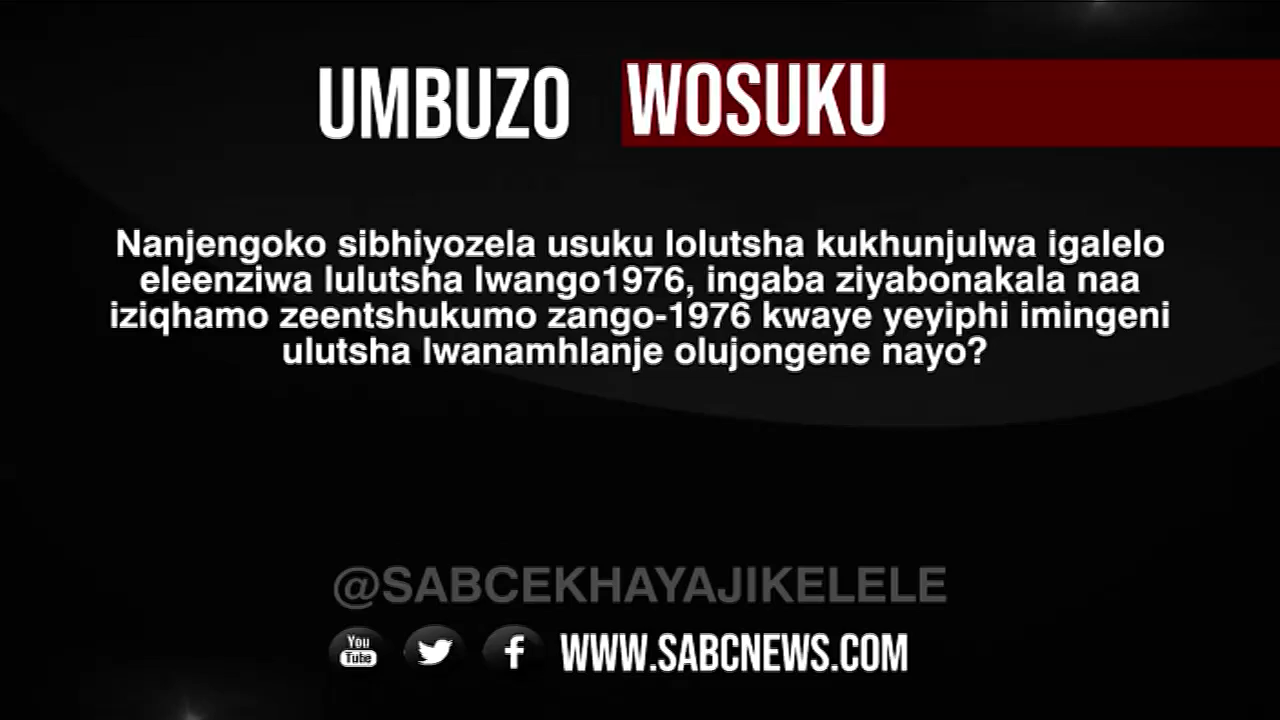 UMBUZO WOSUKU
Nanjengoko sibhiyozela usuku lolutsha kukhunjulwa igalelo
eleenziwa lulutsha lwango1976, ingaba ziyabonakala naa
iziqhamo zeentshukumo zango-1976 kwaye yeyiphi imingeni
ulutsha lwanamhlanje olujongene nayo?
@SABCEKHAYAJIKELELE
You Tube WWW.SABCNEWS.COM